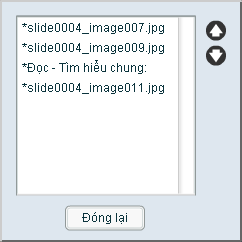 *slide0004_image007.jpg
*slide0004_image009.jpg
*Đọc - Tìm hiểu chung:
*slide0004_image011.jpg
Đóng lại